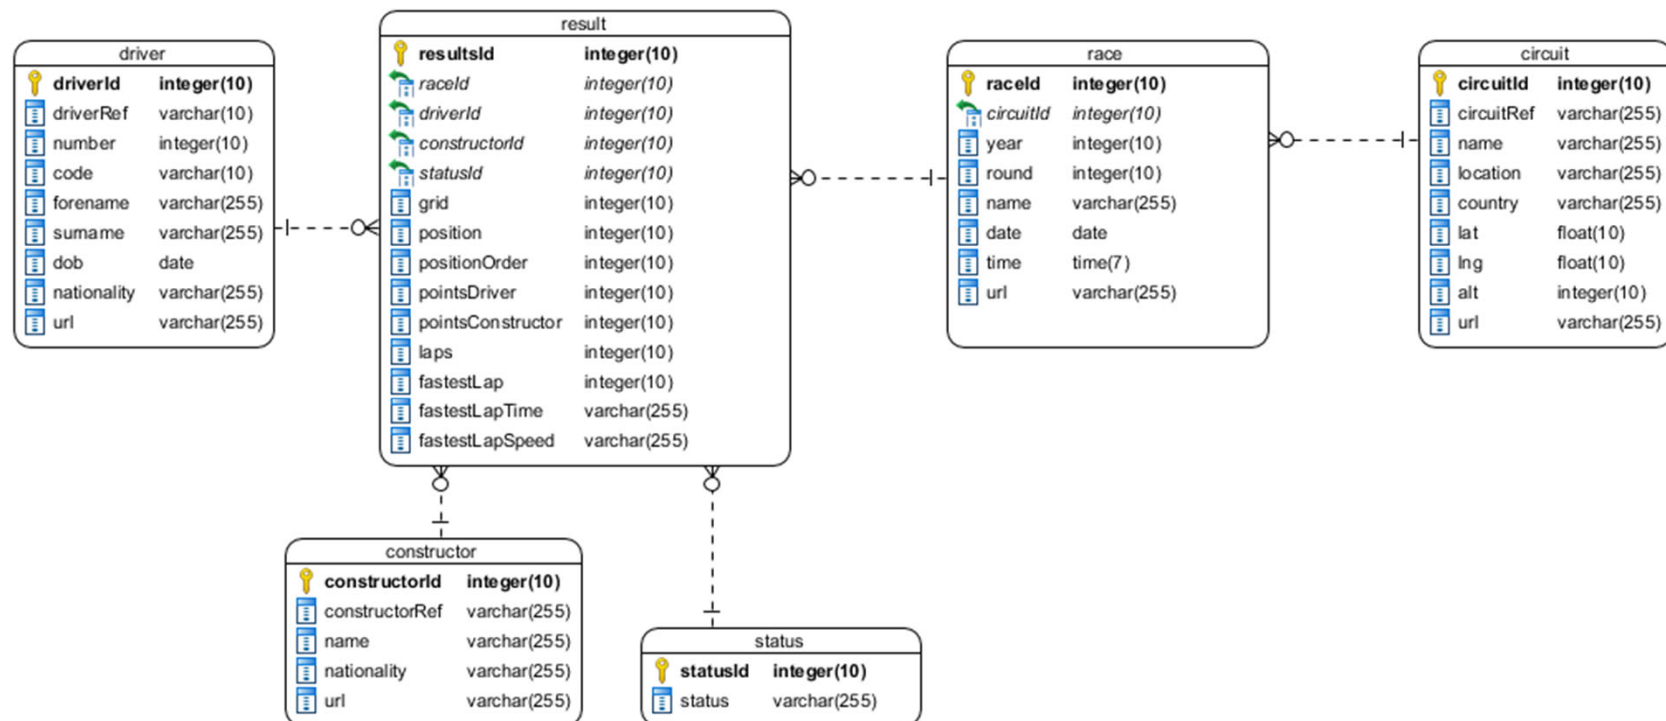 driver
driverId integer(10)
driverRef varchar(10)
number integer(10)
code varchar(10)
forename varchar(255)
surname varchar(255)
dob date
nationality varchar(255)
url varchar(255)
result
resultsId integer(10)
raceId integer(10)
driverId integer(10)
constructorId integer(10)
statusId integer(10)
grid integer(10)
position integer(10)
positionOrder integer(10)
pointsDriver integer(10)
pointsConstructor integer(10)
laps integer(10)
fastestLap integer(10)
fastestLapTime varchar(255)
fastestLapSpeed varchar(255)
race
raceId integer(10)
circuitId integer(10)
year integer(10)
round integer(10)
name varchar(255)
date date
time time(7)
url varchar(255)
circuit
circuitId integer(10)
circuitRef varchar(255)
name varchar(255)
location varchar(255)
country varchar(255)
lat float(10)
lng float(10)
alt integer(10)
url varchar(255)
constructor
constructorId integer(10)
constructorRef varchar(255)
name varchar(255)
nationality varchar(255)
url varchar(255)
status
statusId integer(10)
status varchar(255)